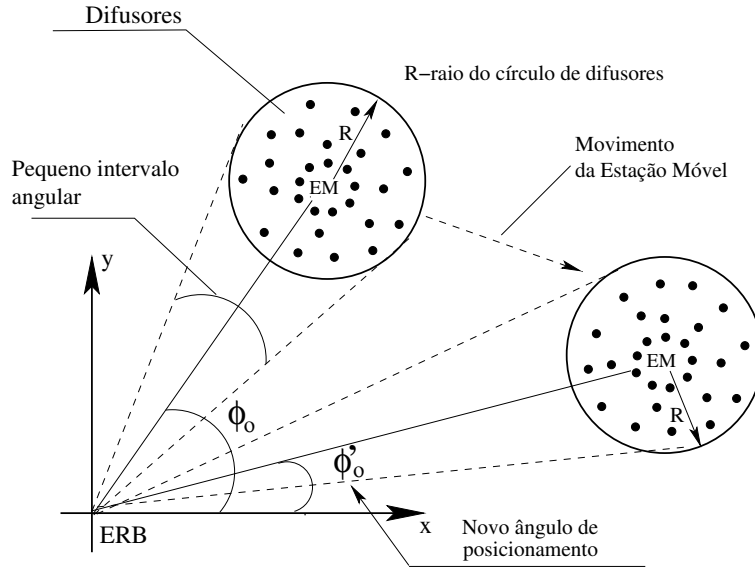 Difusores
R−raio do círculo de difusores
R
EM
Movimento
da Estação Móvel
Pequeno intervalo
angular
y
EM
R
ϕo
ϕ'o
x
ERB
Novo ângulo de
posicionamento